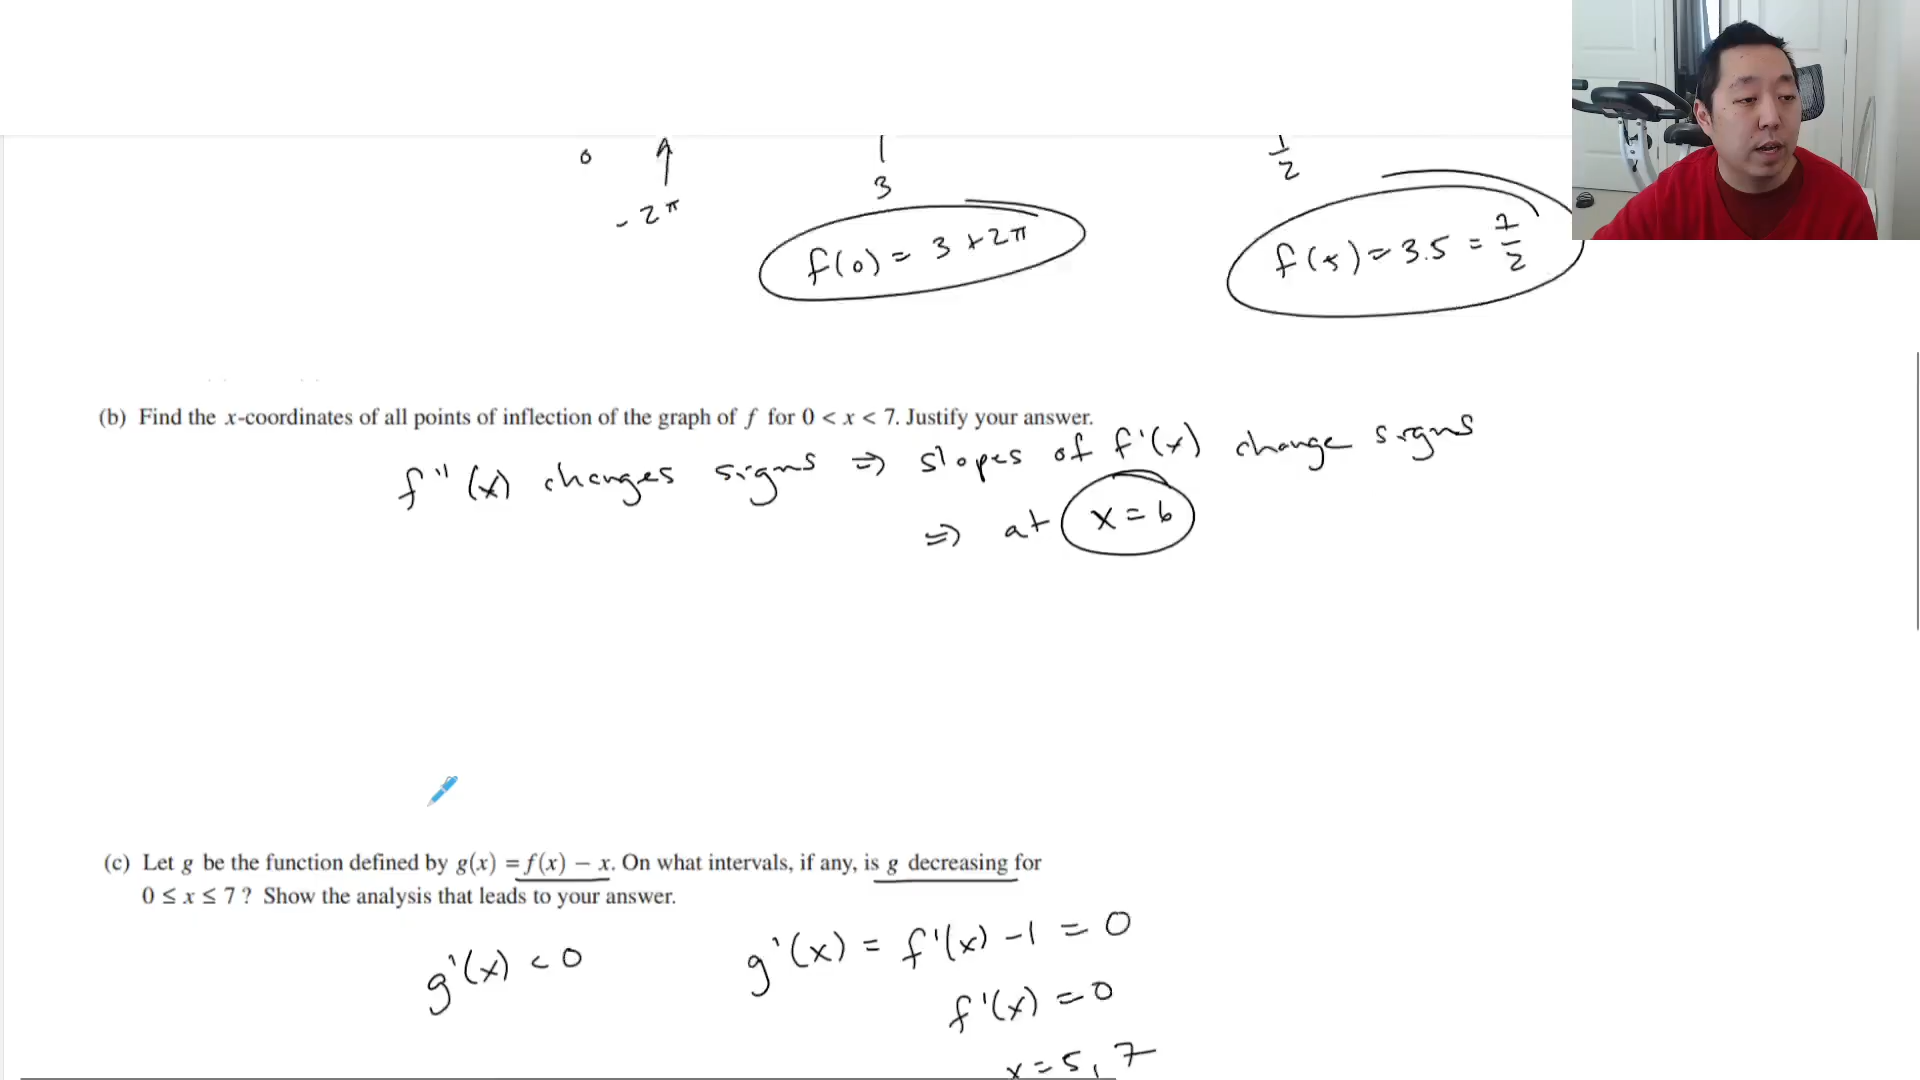 0
-2π
1
3
1/2
f(0) = 3 + 2π
f(5) = 3.5 = 7/2
(b) Find the x-coordinates of all points of inflection of the graph of f for 0 < x < 7. Justify your answer.
f''(x) changes signs ⇒ slopes of f'(x) change signs
⇒ at x = 6
(c) Let g be the function defined by g(x) = f(x) − x. On what intervals, if any, is g decreasing for
0 ≤ x ≤ 7 ? Show the analysis that leads to your answer.
g'(x) < 0
g'(x) = f'(x) - 1 = 0
f'(x) = 0
x = 5, 7